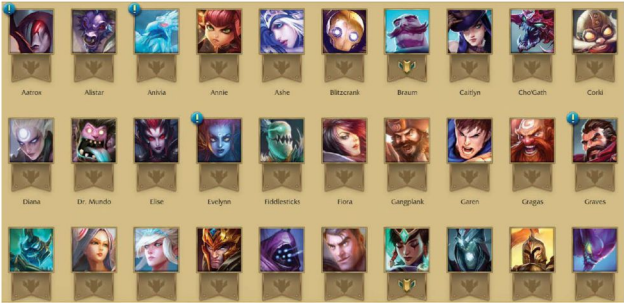 Aatrox Alistar Anivia Annie Ashe Blitzcrank Braum Caitlyn Cho'Gath Corki
Diana Dr. Mundo Elise Evelynn Fiddlesticks Fiora Gangplank Garen Gragas Graves